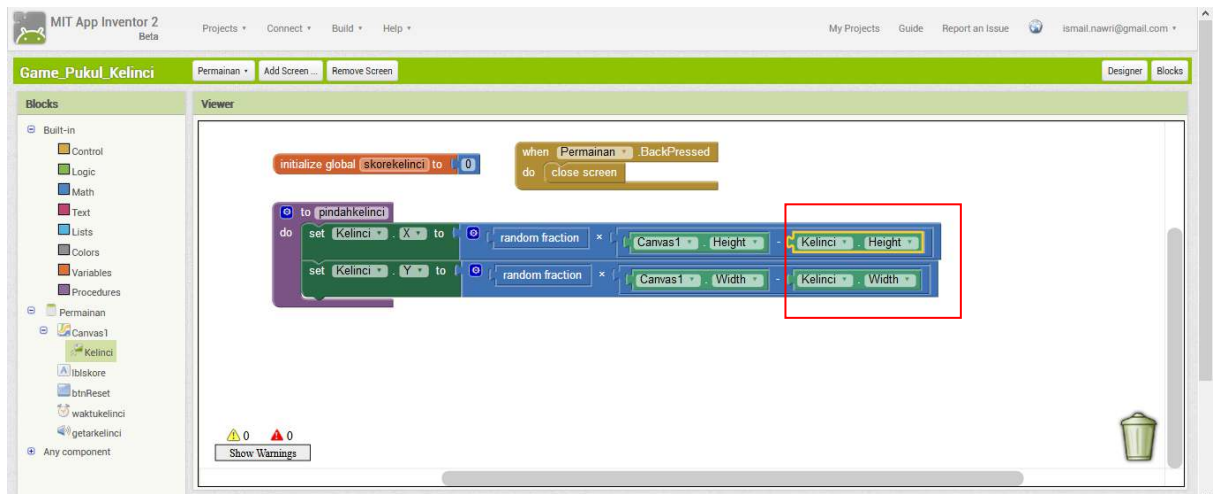 MIT App Inventor 2
Beta
Projects Connect Build Help
My Projects Guide Report an Issue ismail.nawri@gmail.com
Game_Pukul_Kelinci
Permainan Add Screen ... Remove Screen
Designer Blocks
Blocks
Viewer
Built-in
Control
Logic
Math
Text
Lists
Colors
Variables
Procedures
Permainan
Canvas1
Kelinci
lblskore
btnReset
waktukelinci
getarkelinci
Any component
initialize global skorekelinci to 0
when Permainan .BackPressed
do close screen
to pindahkelinci
do set Kelinci . X to random fraction × Canvas1 . Height - Kelinci . Height
set Kelinci . Y to random fraction × Canvas1 . Width - Kelinci . Width
0 0
Show Warnings